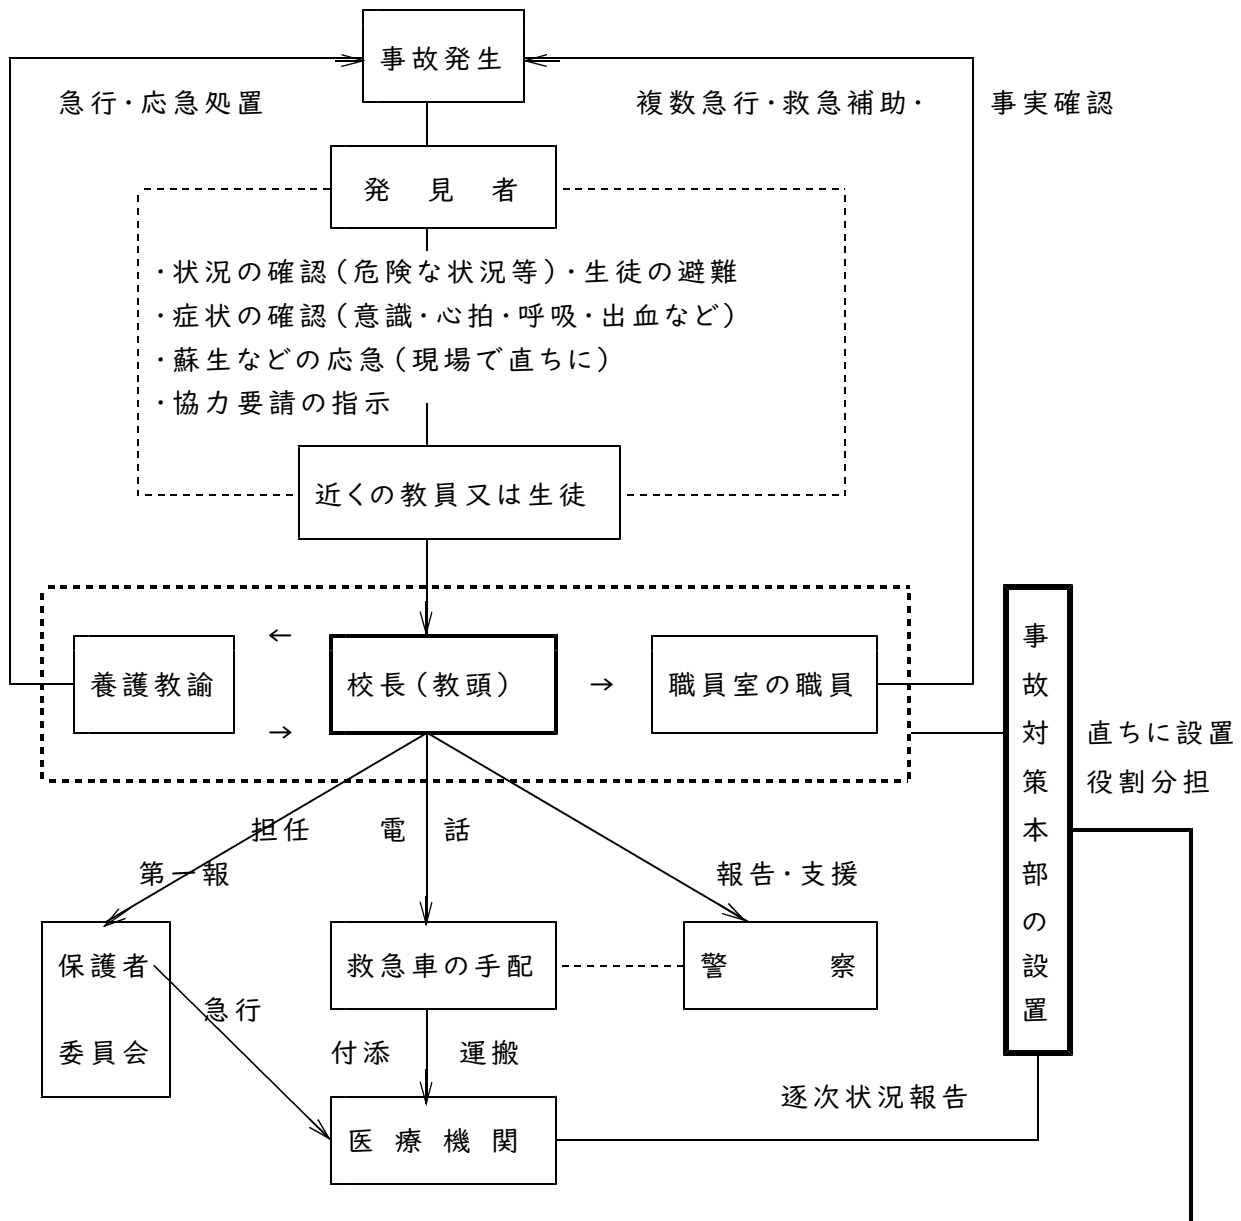 事故発生
急行・応急処置
複数急行・救急補助・ 事実確認
発 見 者
・状況の確認(危険な状況等)・生徒の避難
・症状の確認(意識・心拍・呼吸・出血など)
・蘇生などの応急(現場で直ちに)
・協力要請の指示
近くの教員又は生徒
←
養護教諭
校長(教頭)
→
職員室の職員
→
事故対策本部の設置
直ちに設置
役割分担
担任
電 話
第一報
報告・支援
保護者
救急車の手配
警 察
急行
委員会
付添
運搬
逐次状況報告
医療機関